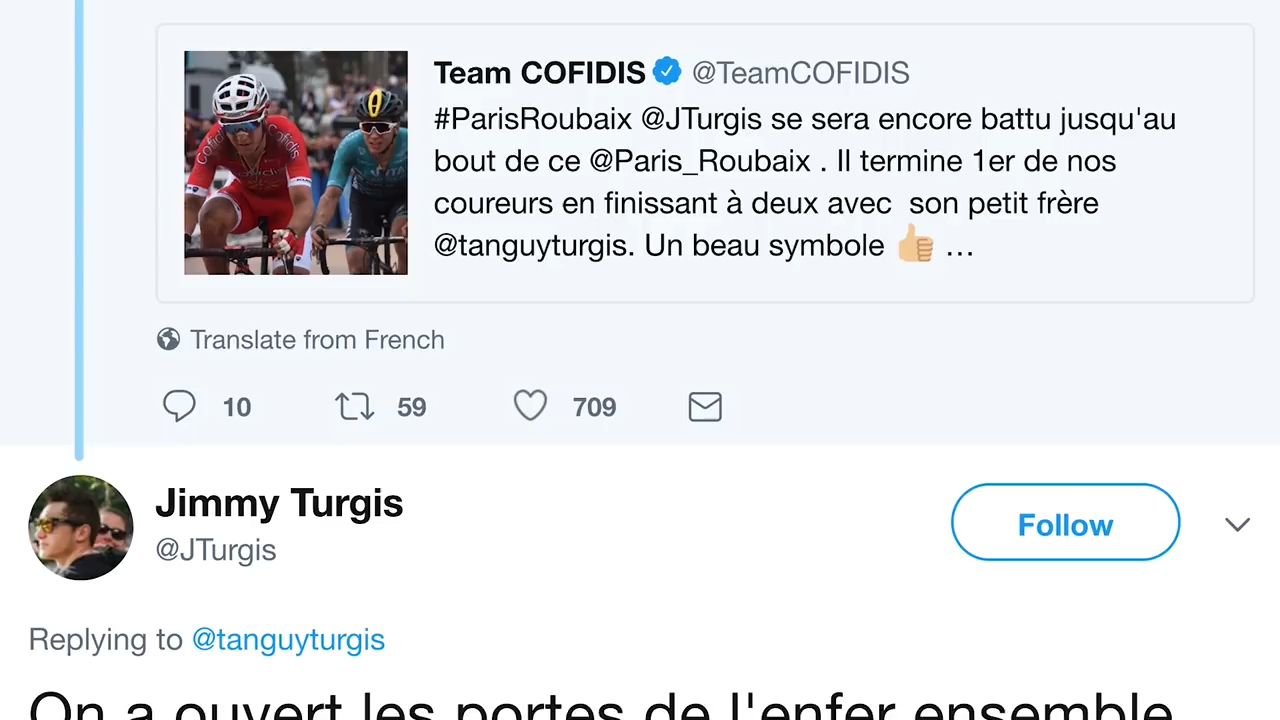 Team COFIDIS @TeamCOFIDIS
#ParisRoubaix @JTurgis se sera encore battu jusqu'au
bout de ce @Paris_Roubaix . Il termine 1er de nos
coureurs en finissant à deux avec  son petit frère
@tanguyturgis. Un beau symbole 👍🏼 …
Translate from French
10 59 709
Jimmy Turgis
@JTurgis
Follow
Replying to @tanguyturgis
On a ouvert les portes de l'enfer ensemble